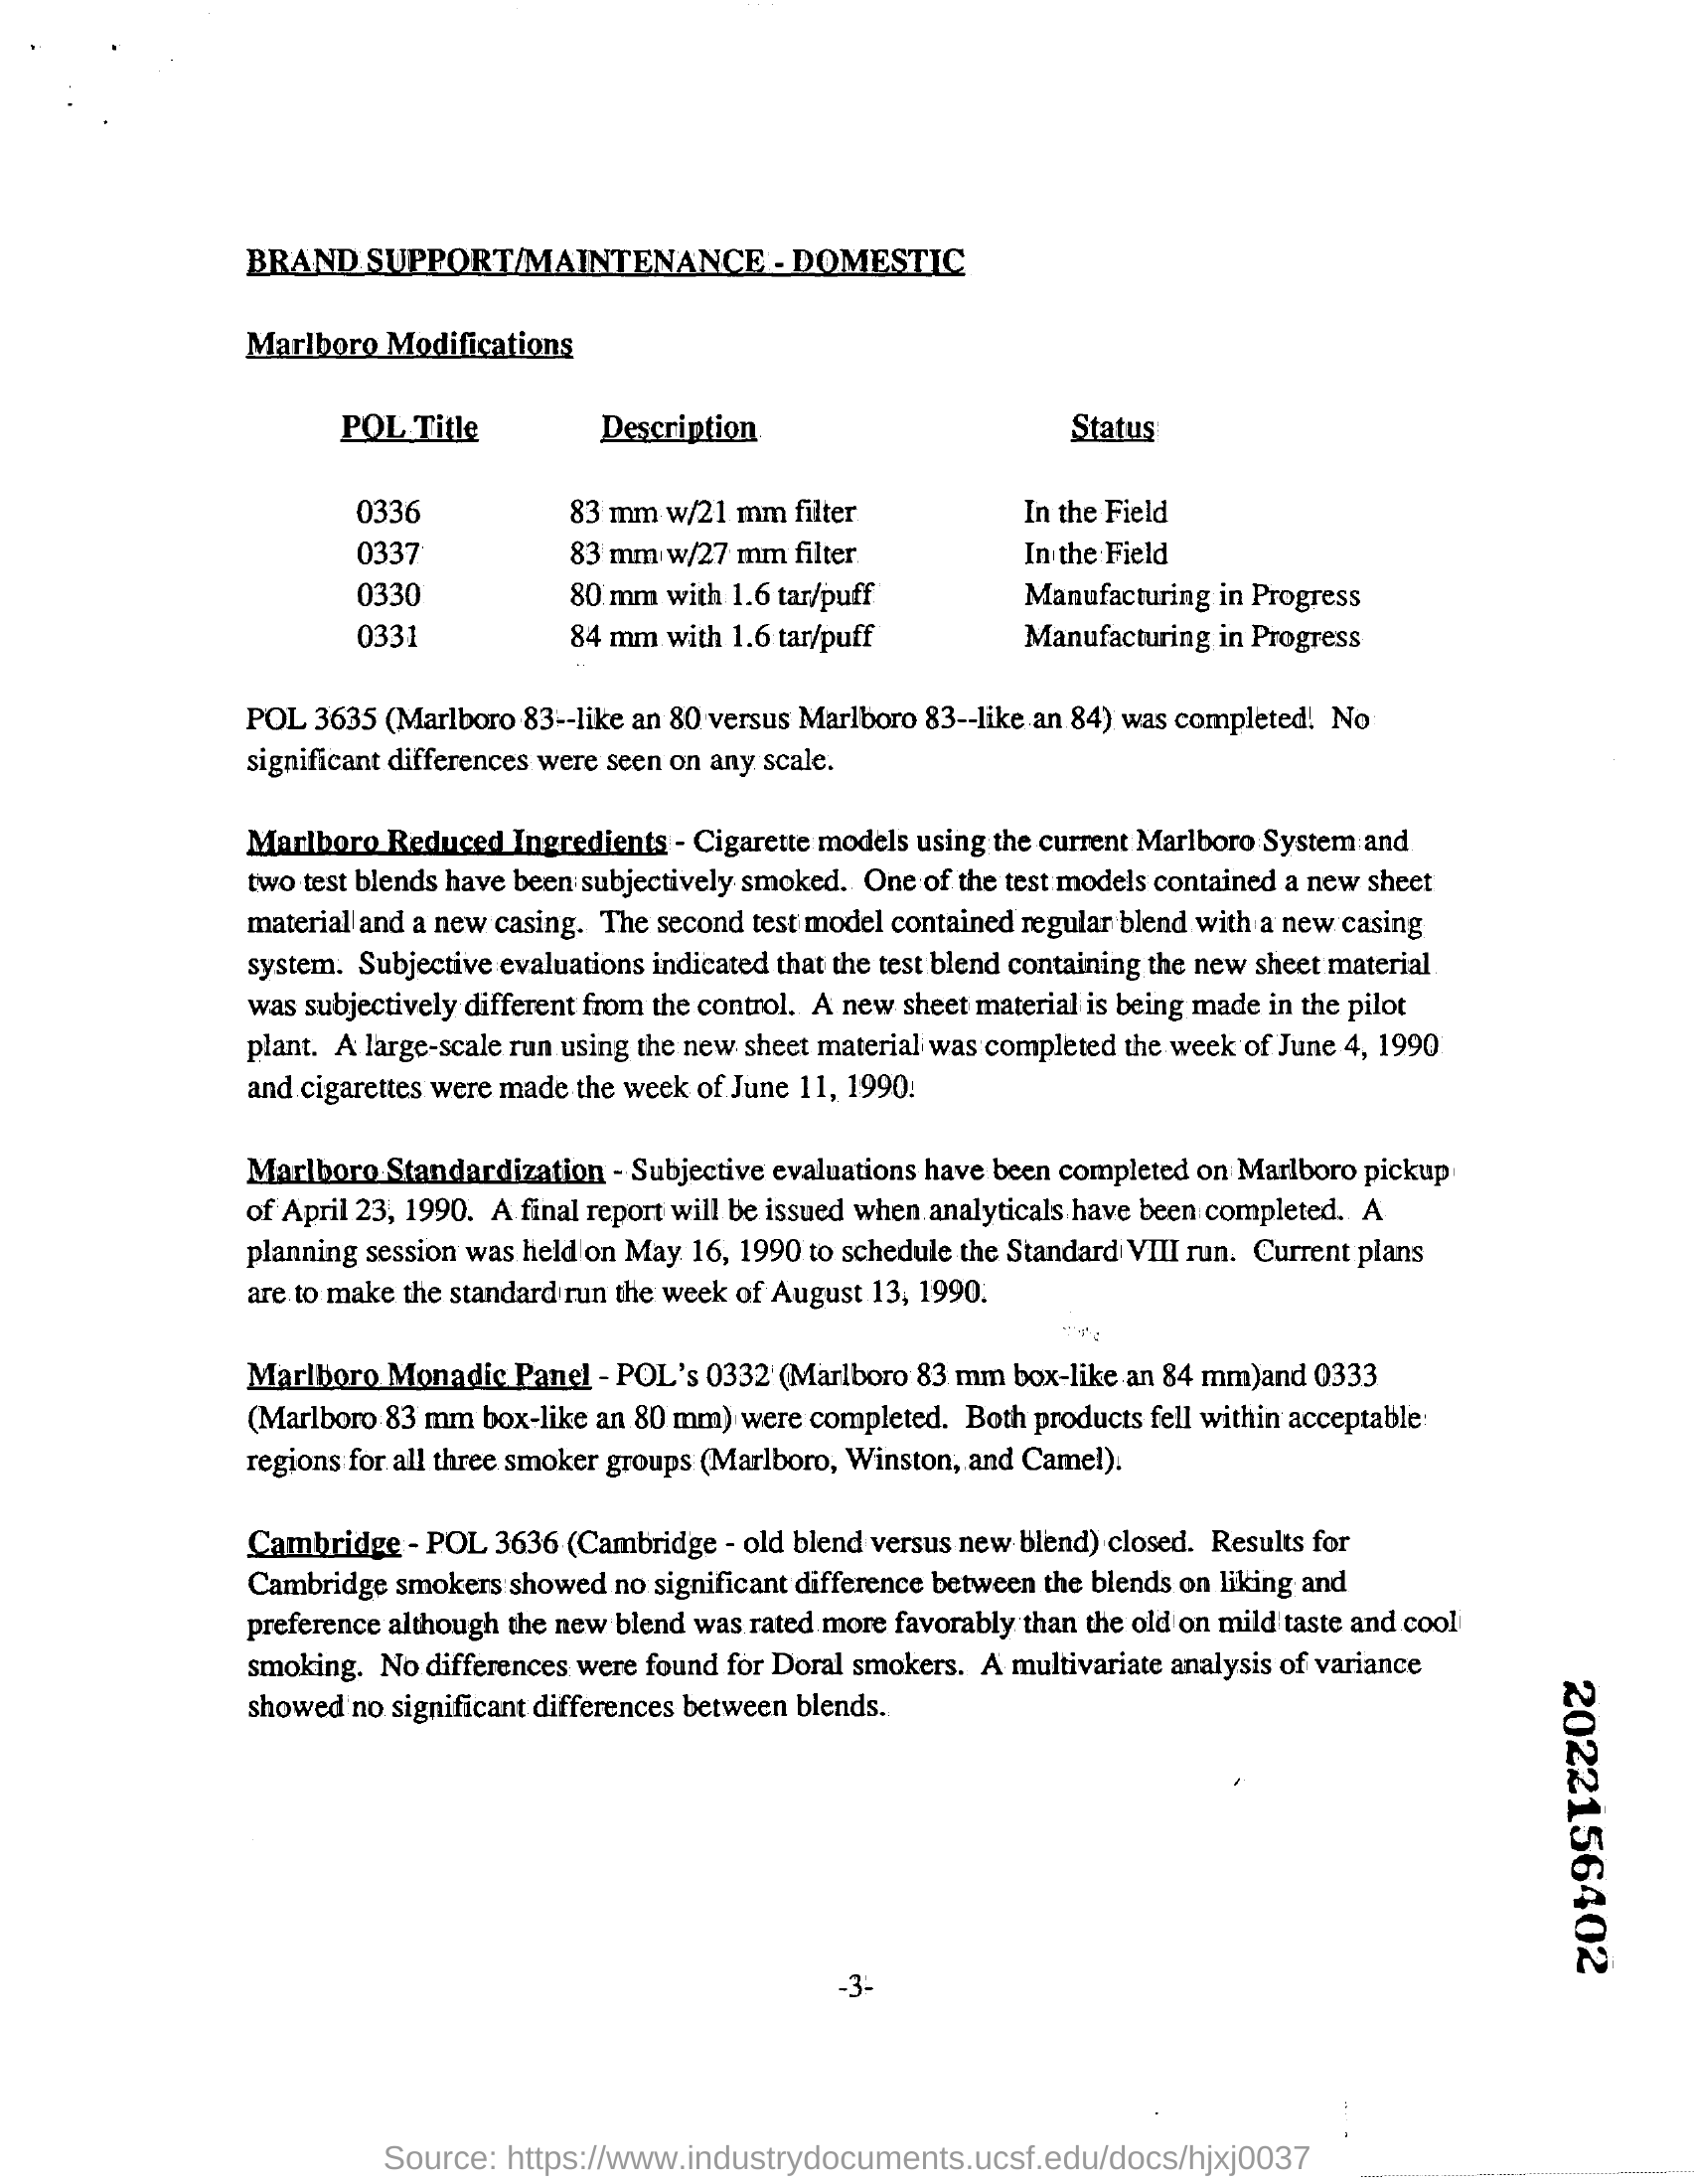 BRAND SUPPORT/MAINTENANCE - DOMESTIC
Marlboro Modifications
POL Title Description Status
0336 83 mm w/21 mm filter In the Field
0337 83 mm w/27 mm filter In the Field
0330 80 mm with 1.6 tar/puff Manufacturing in Progress
0331 84 mm with 1.6 tar/puff Manufacturing in Progress
POL 3635 (Marlboro 83--like an 80 versus Marlboro 83--like an 84) was completed. No
significant differences were seen on any scale.
Marlboro Reduced Ingredients - Cigarette models using the current Marlboro System and
two test blends have been subjectively smoked. One of the test models contained a new sheet
material and a new casing. The second test model contained regular blend with a new casing
system. Subjective evaluations indicated that the test blend containing the new sheet material
was subjectively different from the control. A new sheet material is being made in the pilot
plant. A large-scale run using the new sheet material was completed the week of June 4, 1990
and cigarettes were made the week of June 11, 1990.
Marlboro Standardization - Subjective evaluations have been completed on Marlboro pickup
of April 23, 1990. A final report will be issued when analyticals have been completed. A
planning session was held on May 16, 1990 to schedule the Standard VIII run. Current plans
are to make the standard run the week of August 13, 1990.
Marlboro Monadic Panel - POL's 0332 (Marlboro 83 mm box-like an 84 mm)and 0333
(Marlboro 83 mm box-like an 80 mm) were completed. Both products fell within acceptable
regions for all three smoker groups (Marlboro, Winston, and Camel).
Cambridge - POL 3636 (Cambridge - old blend versus new blend) closed. Results for
Cambridge smokers showed no significant difference between the blends on liking and
preference although the new blend was rated more favorably than the old on mild taste and cool
smoking. No differences were found for Doral smokers. A multivariate analysis of variance
showed no significant differences between blends.
2022156402
-3-
Source: https://www.industrydocuments.ucsf.edu/docs/hjxj0037